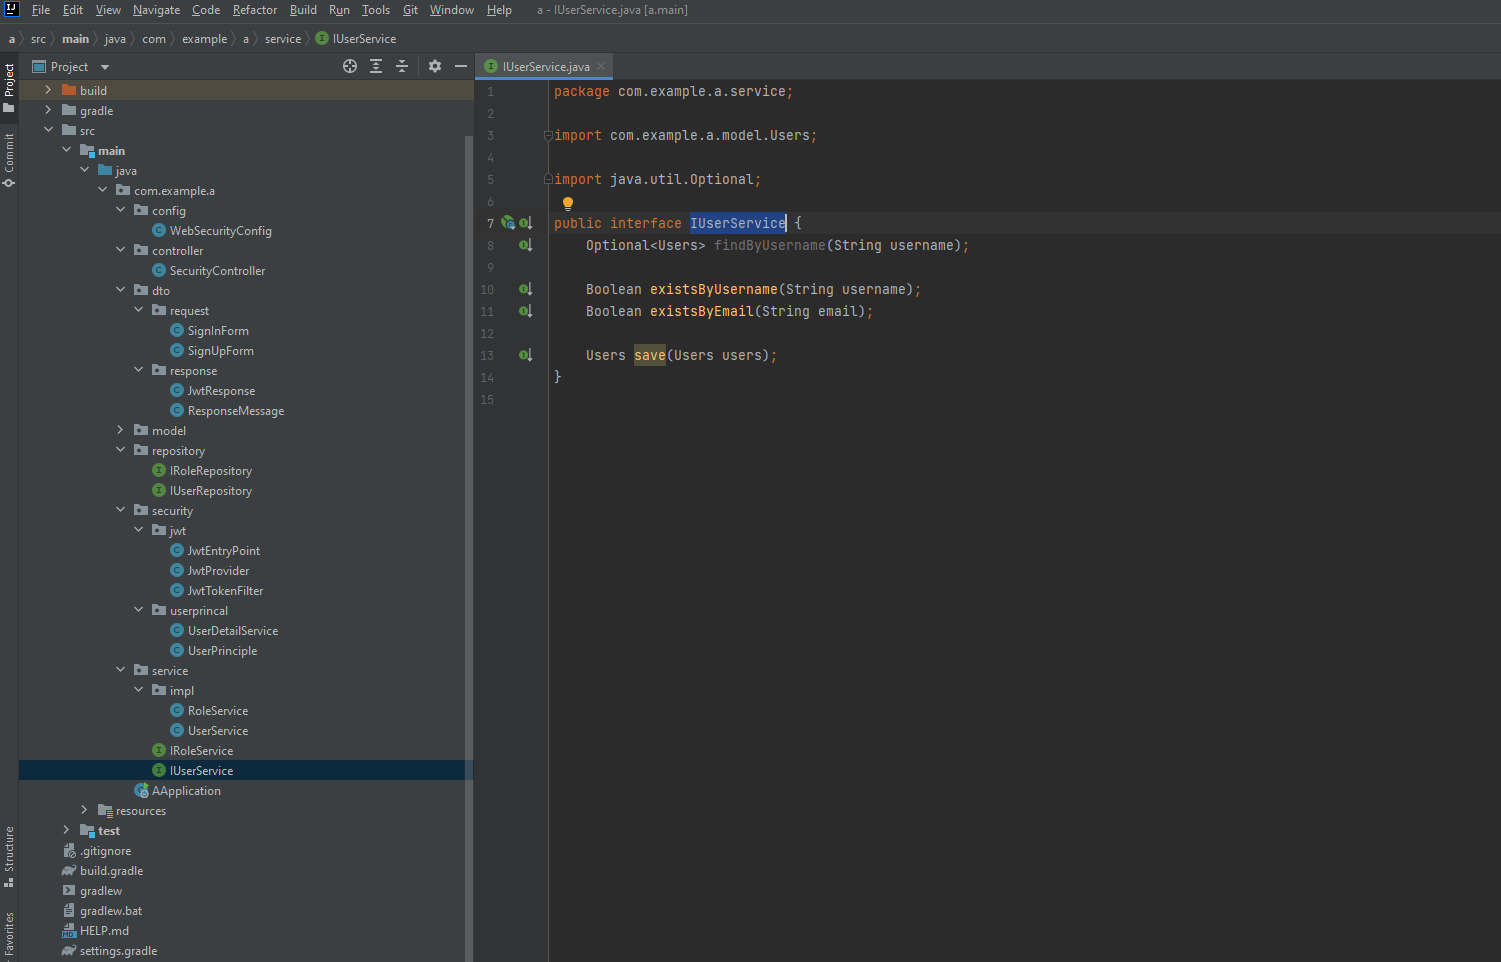 File Edit View Navigate Code Refactor Build Run Tools Git Window Help a - IUserService.java [a.main]
a src main java com example a service IUserService
Project
IUserService.java
Project
Commit
Structure
Favorites
build
gradle
src
main
java
com.example.a
config
WebSecurityConfig
controller
SecurityController
dto
request
SignInForm
SignUpForm
response
JwtResponse
ResponseMessage
model
repository
IRoleRepository
IUserRepository
security
jwt
JwtEntryPoint
JwtProvider
JwtTokenFilter
userprincal
UserDetailService
UserPrinciple
service
impl
RoleService
UserService
IRoleService
IUserService
AApplication
resources
test
.gitignore
build.gradle
gradlew
gradlew.bat
HELP.md
settings.gradle
1 package com.example.a.service;
2
3 import com.example.a.model.Users;
4
5 import java.util.Optional;
6
7 public interface IUserService {
8 Optional<Users> findByUsername(String username);
9
10 Boolean existsByUsername(String username);
11 Boolean existsByEmail(String email);
12
13 Users save(Users users);
14 }
15